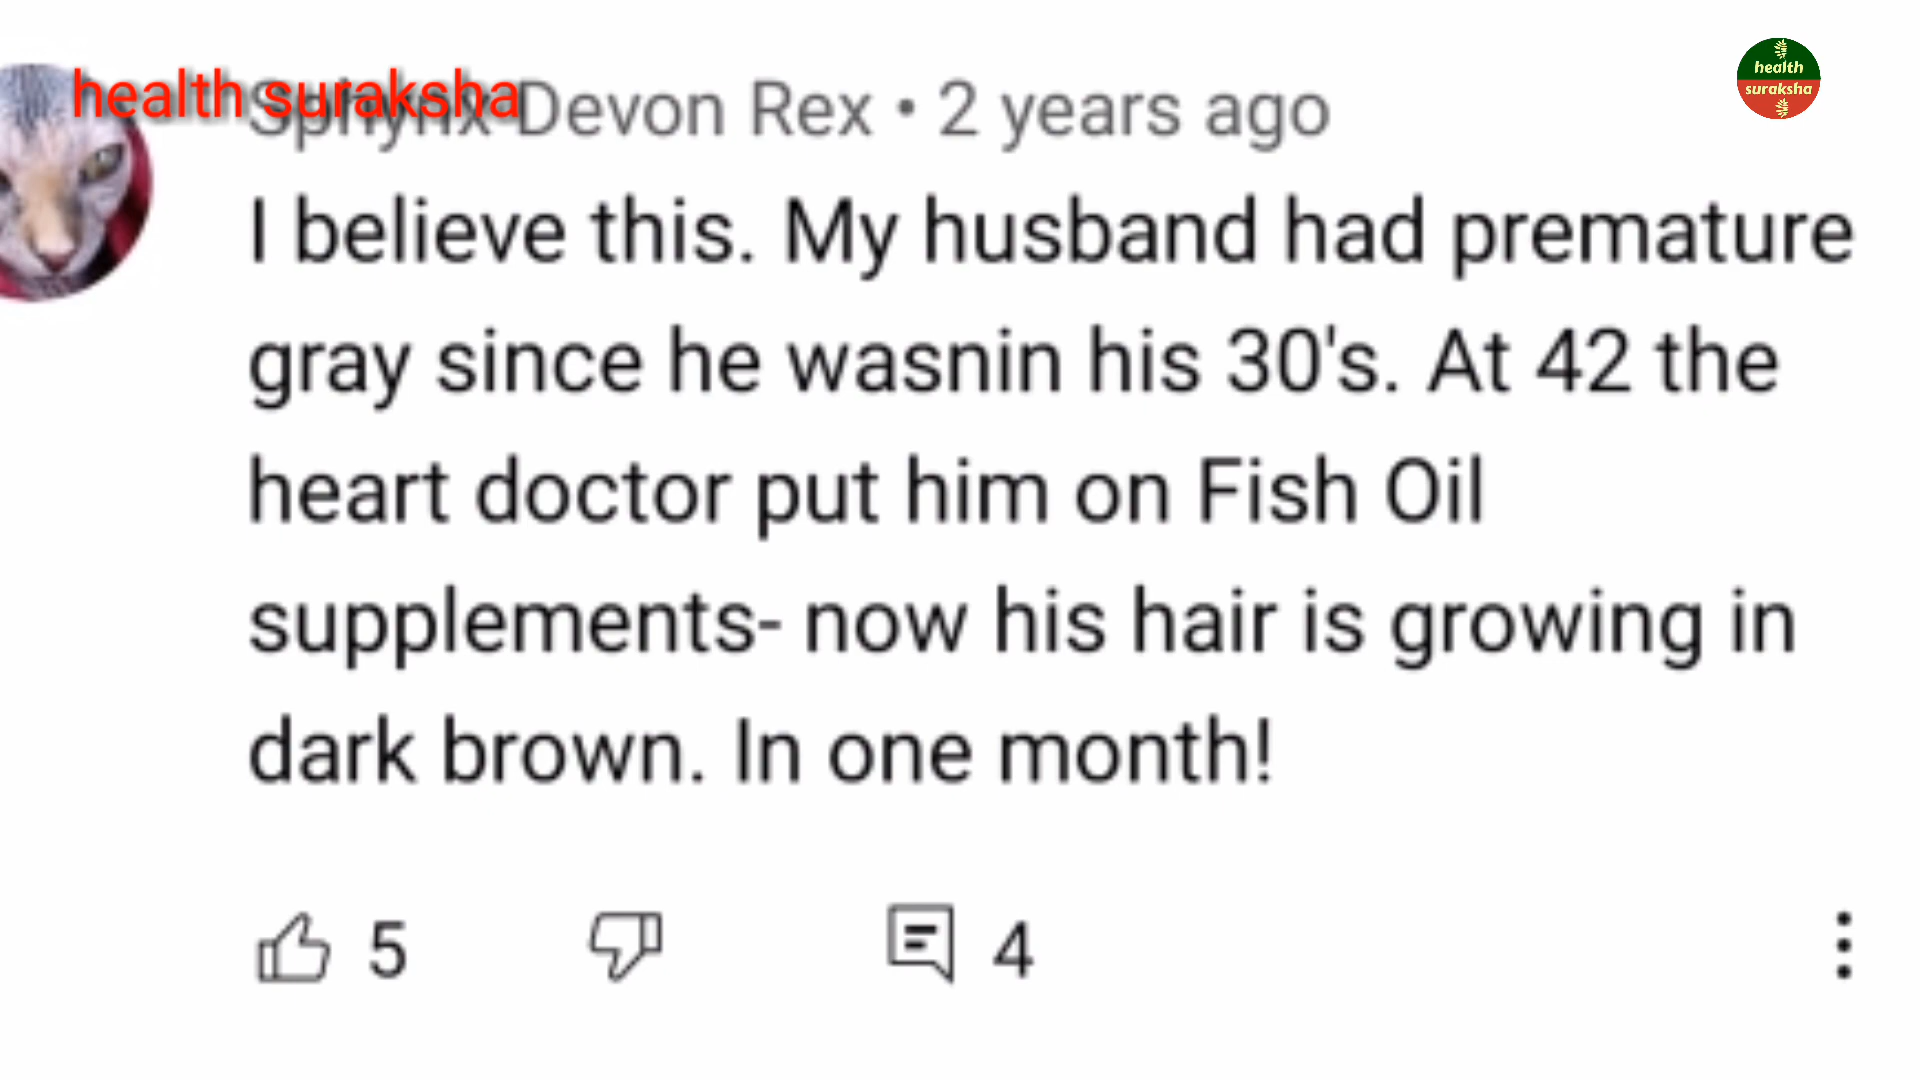 health suraksha
Sphynx Devon Rex • 2 years ago
health
suraksha
I believe this. My husband had premature
gray since he wasnin his 30's. At 42 the
heart doctor put him on Fish Oil
supplements- now his hair is growing in
dark brown. In one month!
5
4